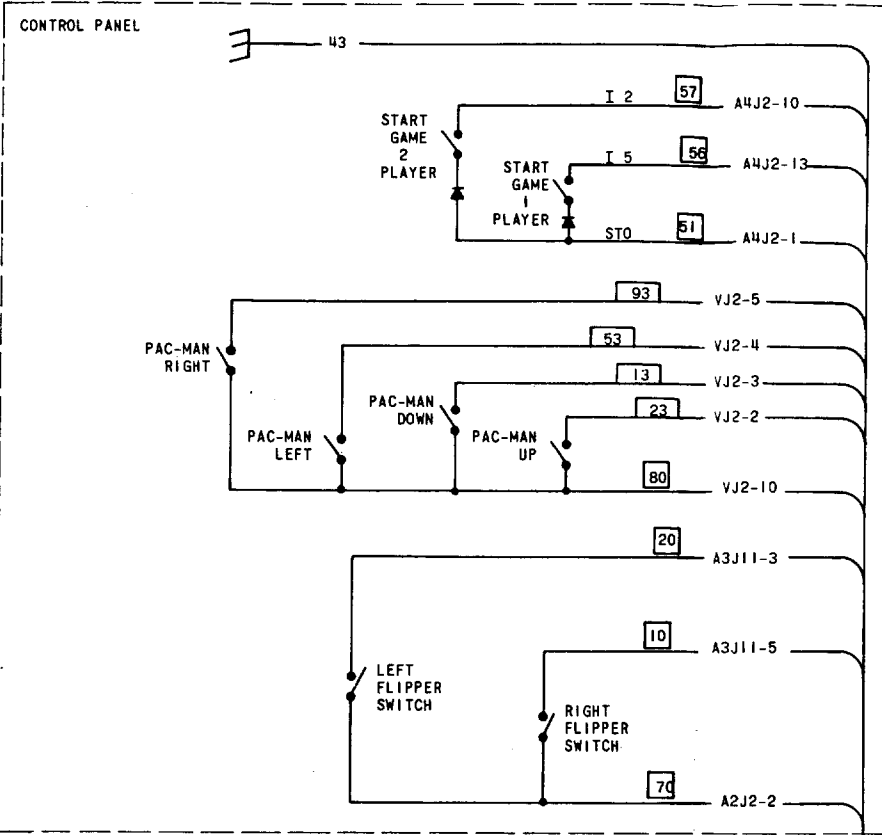 CONTROL PANEL
43
I 2
57
A4J2-10
START
GAME
2
PLAYER
I 5
56
A4J2-13
START
GAME
1
PLAYER
STO
51
A4J2-1
93
VJ2-5
PAC-MAN
RIGHT
53
VJ2-4
13
VJ2-3
PAC-MAN
DOWN
23
VJ2-2
PAC-MAN
LEFT
PAC-MAN
UP
80
VJ2-10
20
A3J11-3
10
A3J11-5
LEFT
FLIPPER
SWITCH
RIGHT
FLIPPER
SWITCH
70
A2J2-2